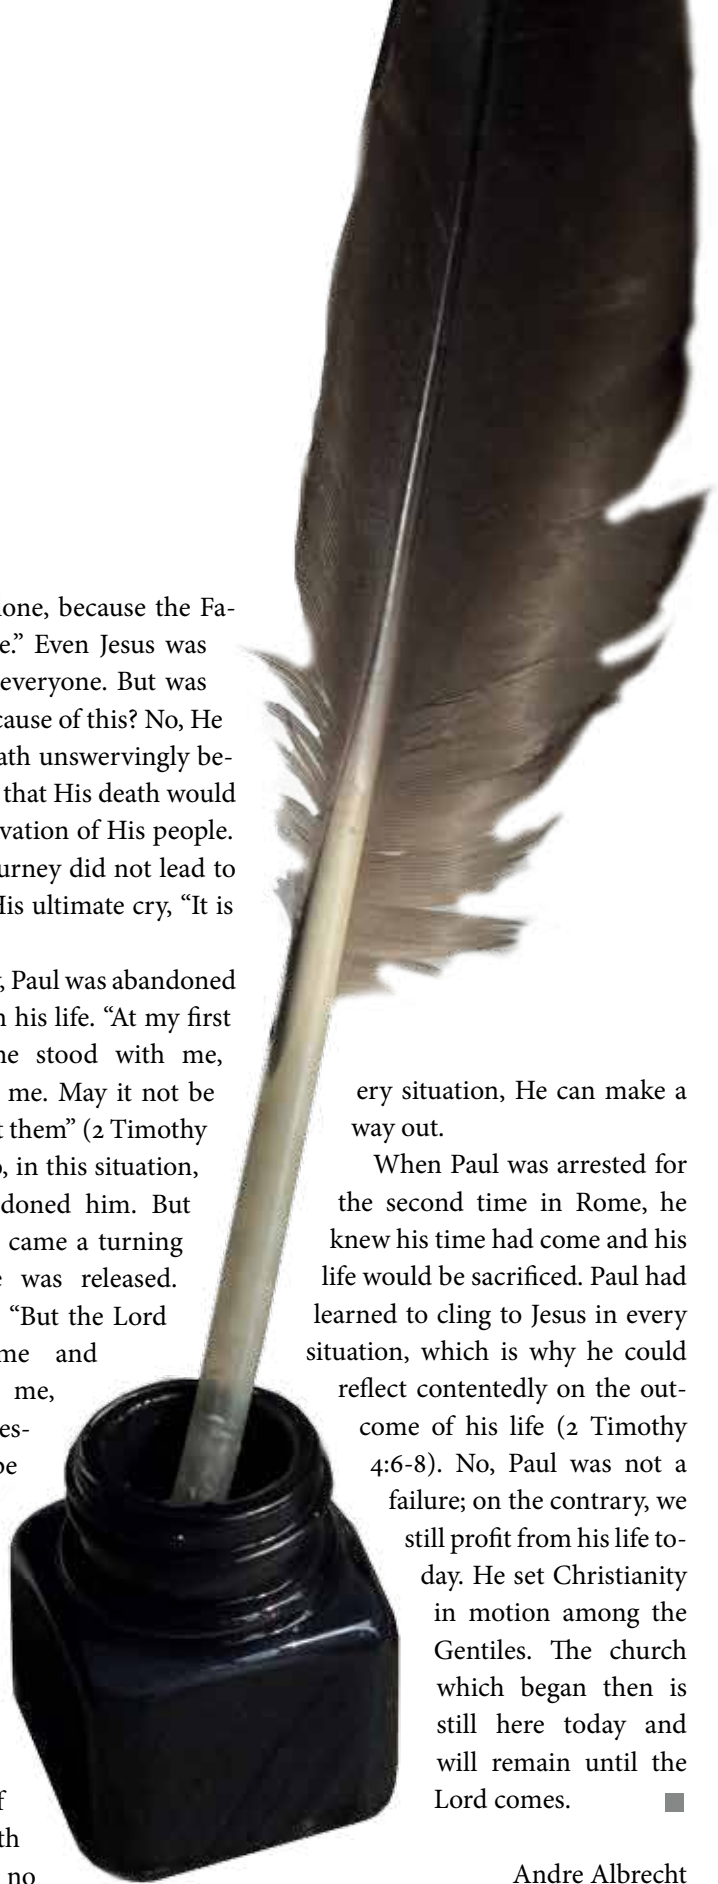 one, because the Fa-
e.” Even Jesus was
everyone. But was
cause of this? No, He
ath unswervingly be-
that His death would
vation of His people.
urney did not lead to
His ultimate cry, “It is
, Paul was abandoned
n his life. “At my first
ne stood with me,
me. May it not be
t them” (2 Timothy
o, in this situation,
doned him. But
came a turning
e was released.
“But the Lord
me and
me,
es-
be
f
th
no
ery situation, He can make a
way out.
When Paul was arrested for
the second time in Rome, he
knew his time had come and his
life would be sacrificed. Paul had
learned to cling to Jesus in every
situation, which is why he could
reflect contentedly on the out-
come of his life (2 Timothy
4:6-8). No, Paul was not a
failure; on the contrary, we
still profit from his life to-
day. He set Christianity
in motion among the
Gentiles. The church
which began then is
still here today and
will remain until the
Lord comes.
Andre Albrecht